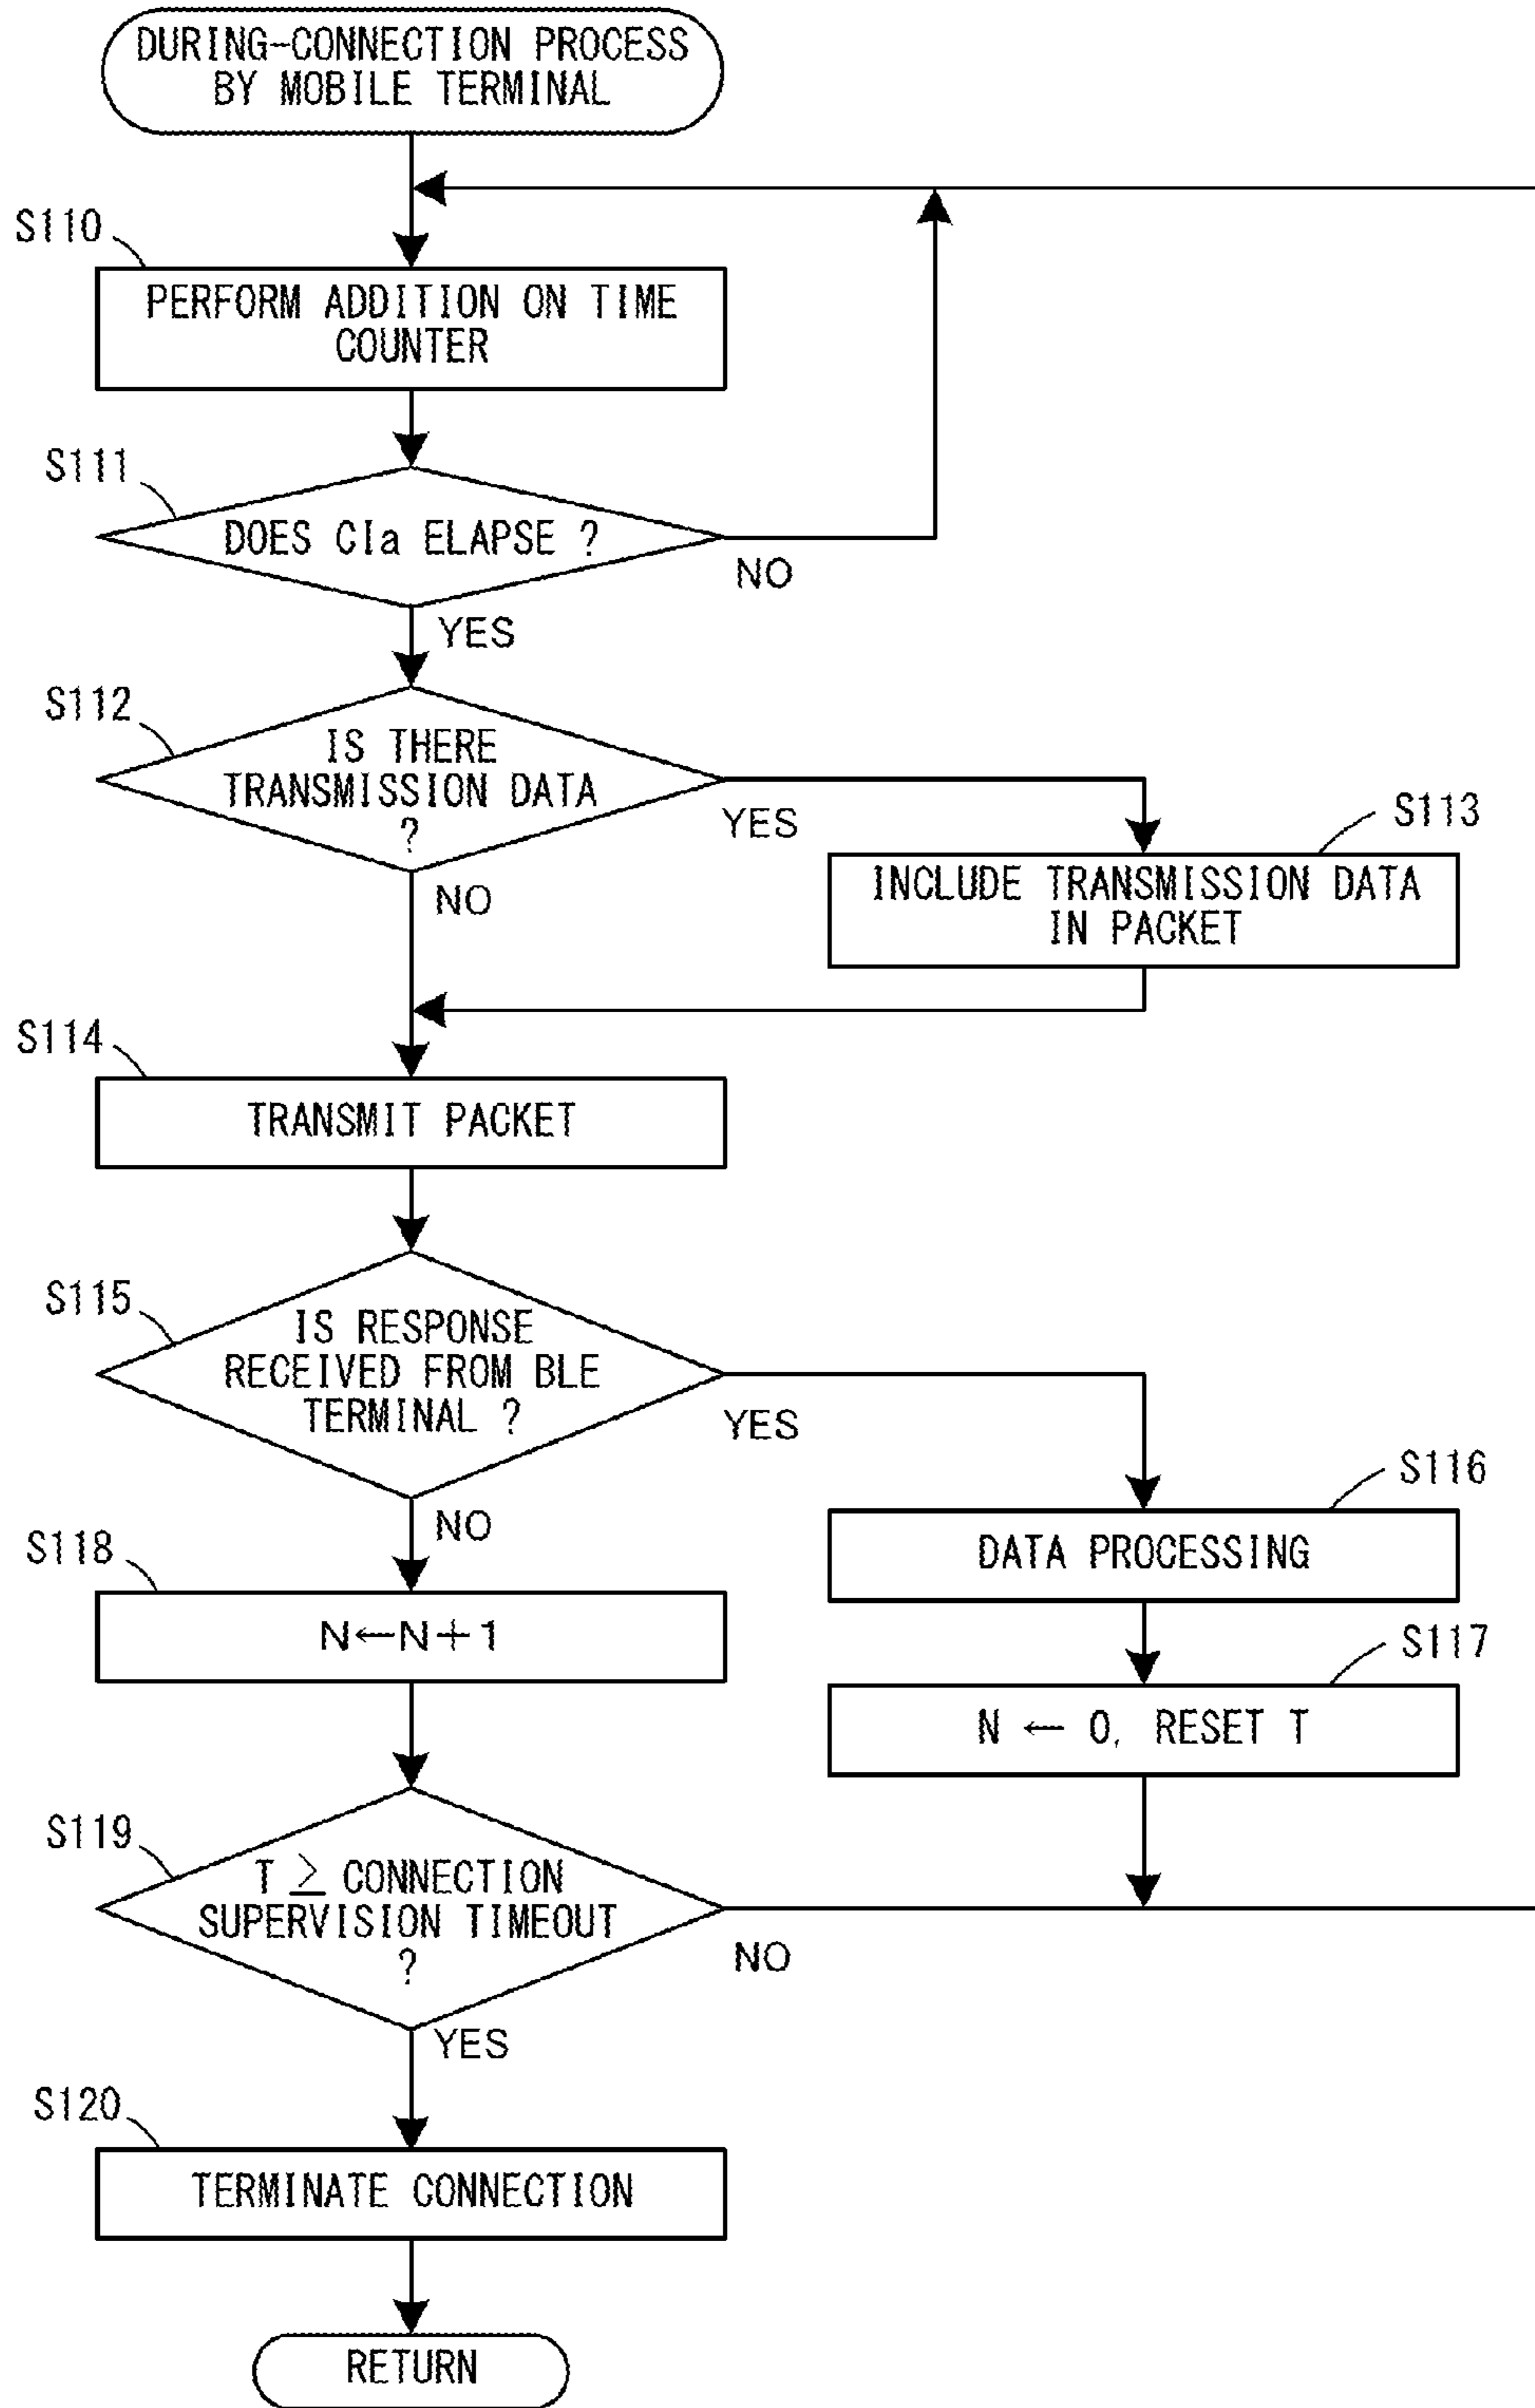 DURING-CONNECTION PROCESS
BY MOBILE TERMINAL
S110
PERFORM ADDITION ON TIME
COUNTER
S111
DOES CIa ELAPSE ?
NO
YES
S112
IS THERE
TRANSMISSION DATA
?
YES
S113
INCLUDE TRANSMISSION DATA
IN PACKET
NO
S114
TRANSMIT PACKET
S115
IS RESPONSE
RECEIVED FROM BLE
TERMINAL ?
YES
S116
DATA PROCESSING
S117
N ← 0, RESET T
NO
S118
N←N+1
S119
T ≧ CONNECTION
SUPERVISION TIMEOUT
?
NO
YES
S120
TERMINATE CONNECTION
RETURN